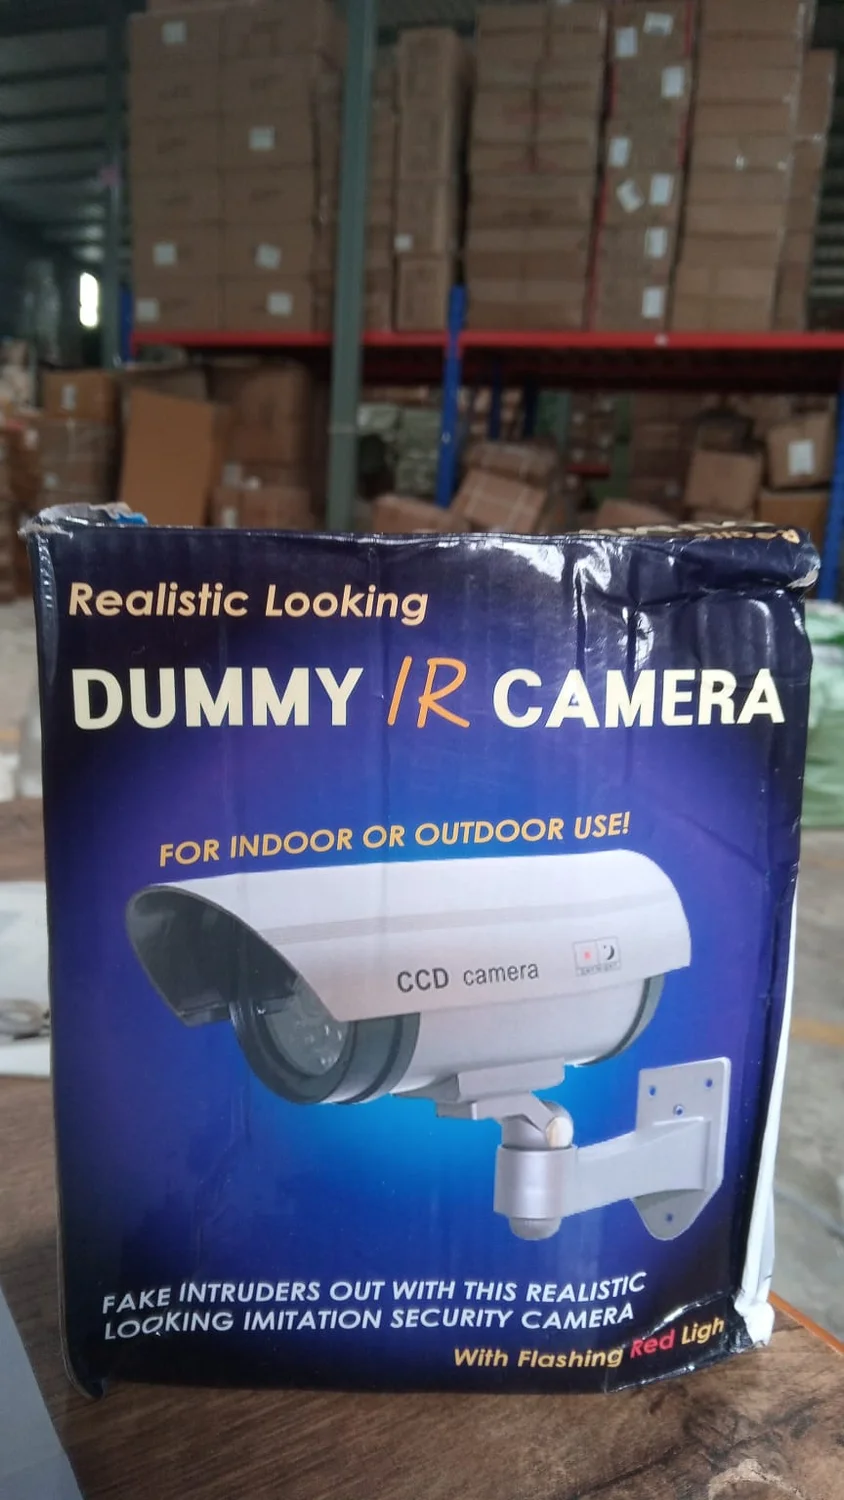 Realistic Looking
DUMMY IR CAMERA
FOR INDOOR OR OUTDOOR USE!
CCD camera
FAKE INTRUDERS OUT WITH THIS REALISTIC
LOOKING IMITATION SECURITY CAMERA
With Flashing Red Ligh